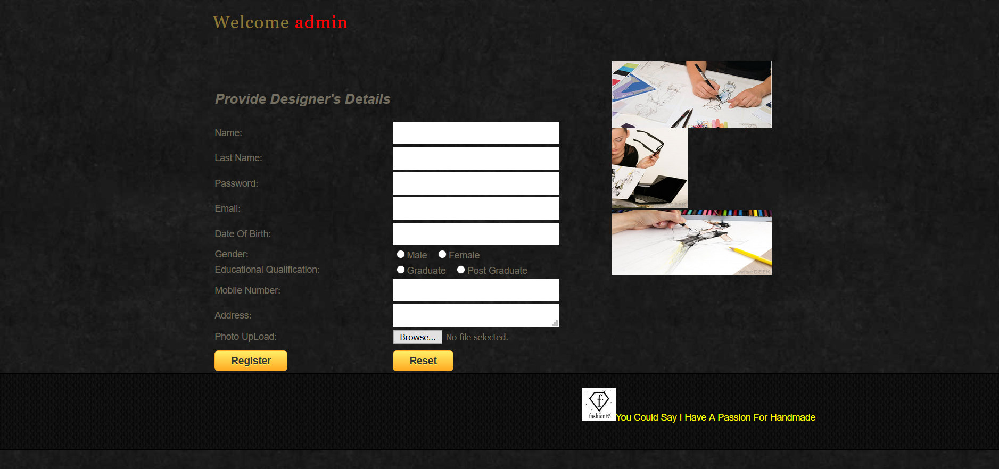 Welcome admin
Provide Designer's Details
Name:
Last Name:
Password:
Email:
Date Of Birth:
Gender: Male Female
Educational Qualification: Graduate Post Graduate
Mobile Number:
Address:
Photo UpLoad: Browse... No file selected.
Register Reset
wiseGEEK
wiseGEEK
f.
fashiontv
You Could Say I Have A Passion For Handmade